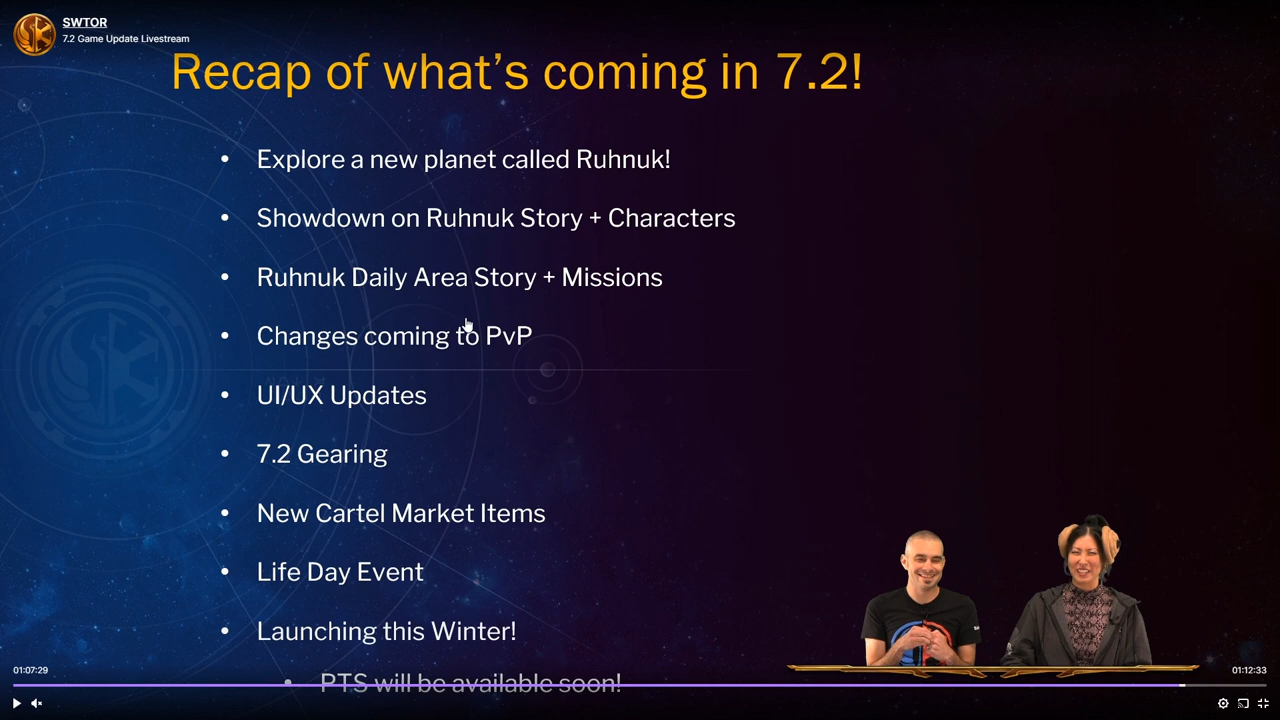 SWTOR
7.2 Game Update Livestream
Recap of what's coming in 7.2!
• Explore a new planet called Ruhnuk!
• Showdown on Ruhnuk Story + Characters
• Ruhnuk Daily Area Story + Missions
• Changes coming to PvP
• UI/UX Updates
• 7.2 Gearing
• New Cartel Market Items
• Life Day Event
• Launching this Winter!
• PTS will be available soon!
01:07:29
01:12:33